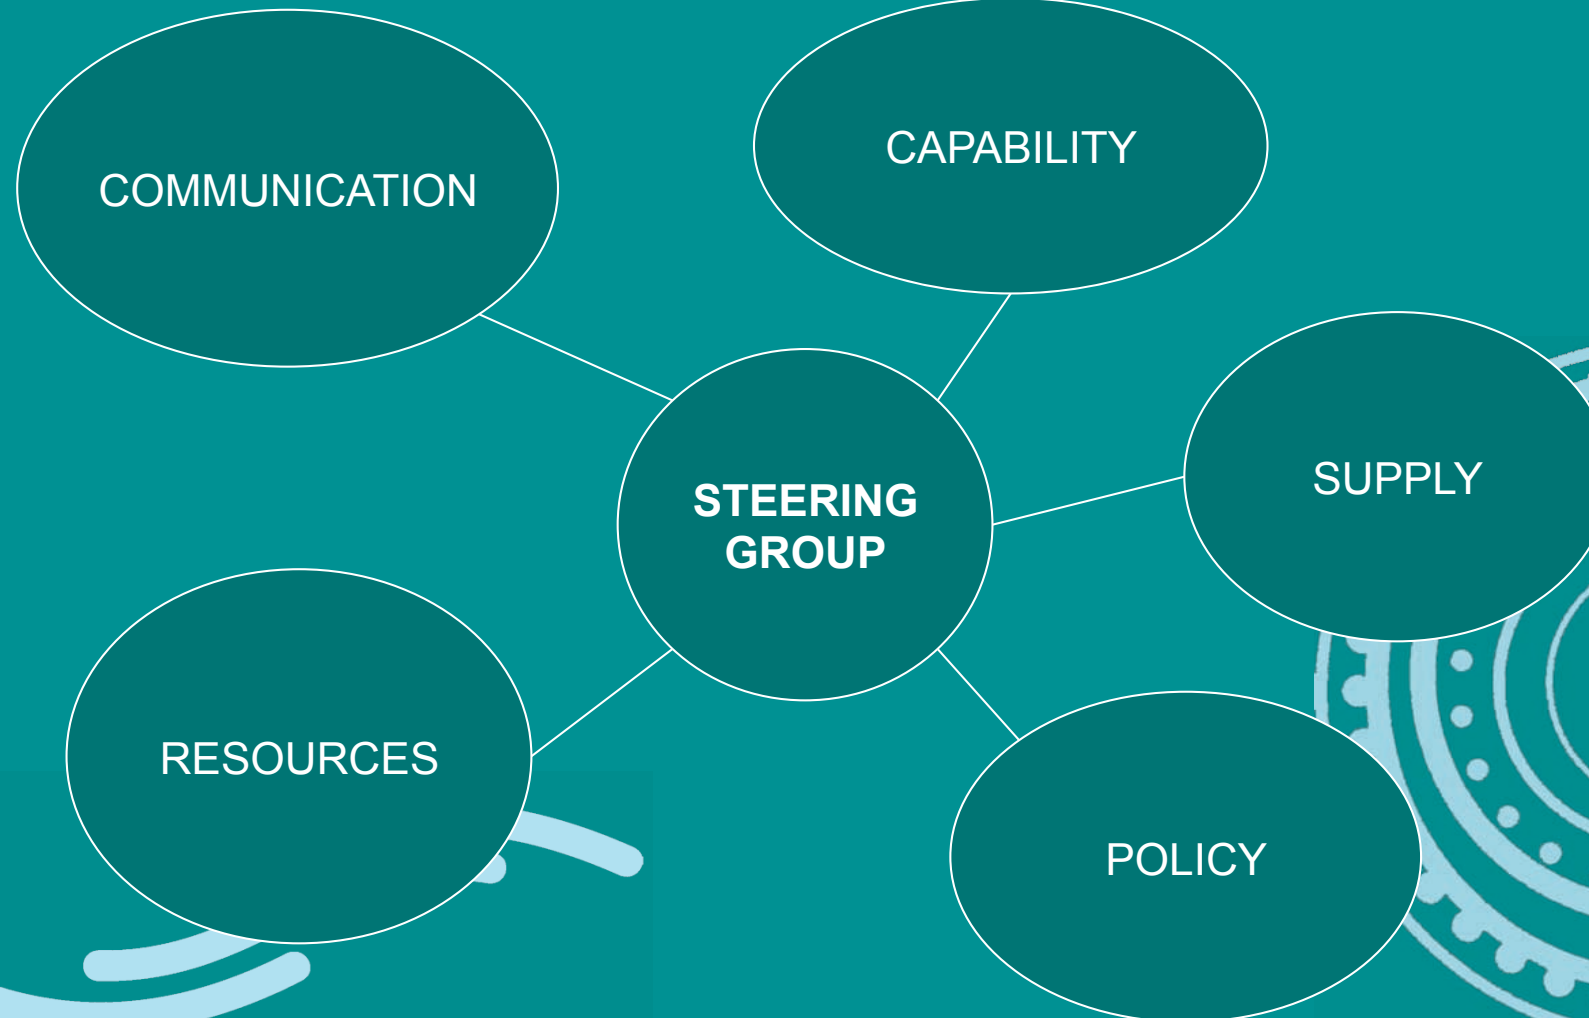 COMMUNICATION
CAPABILITY
SUPPLY
STEERING
GROUP
RESOURCES
POLICY